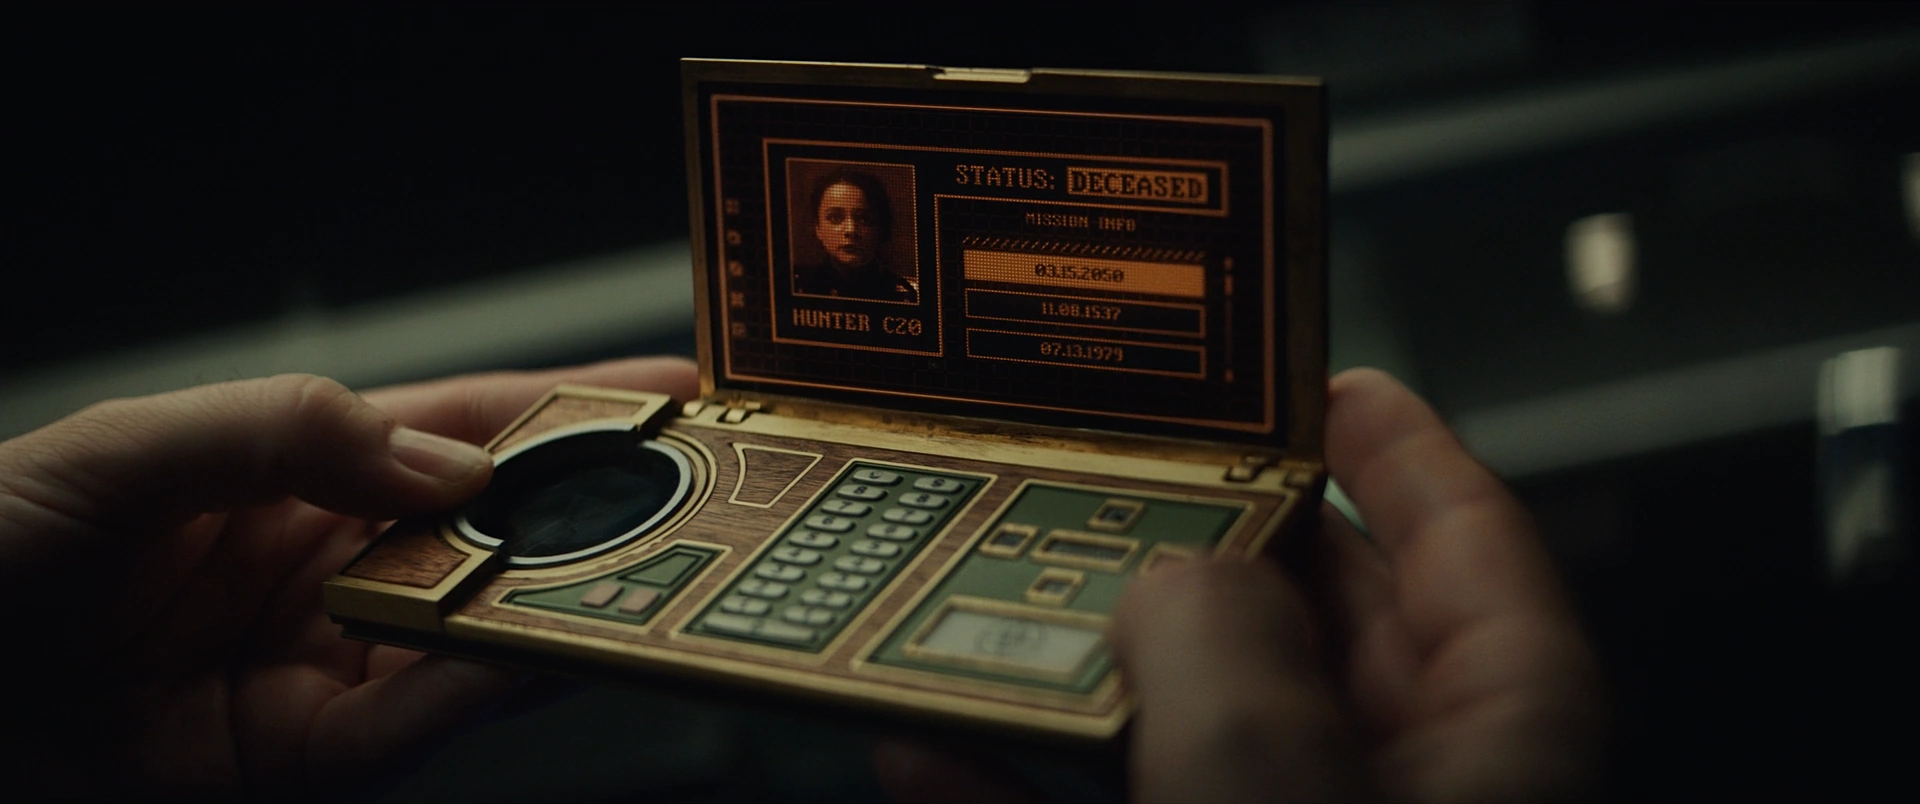 STATUS: DECEASED
MISSION INFO
03.15.2050
11.08.1537
07.13.1979
HUNTER C20